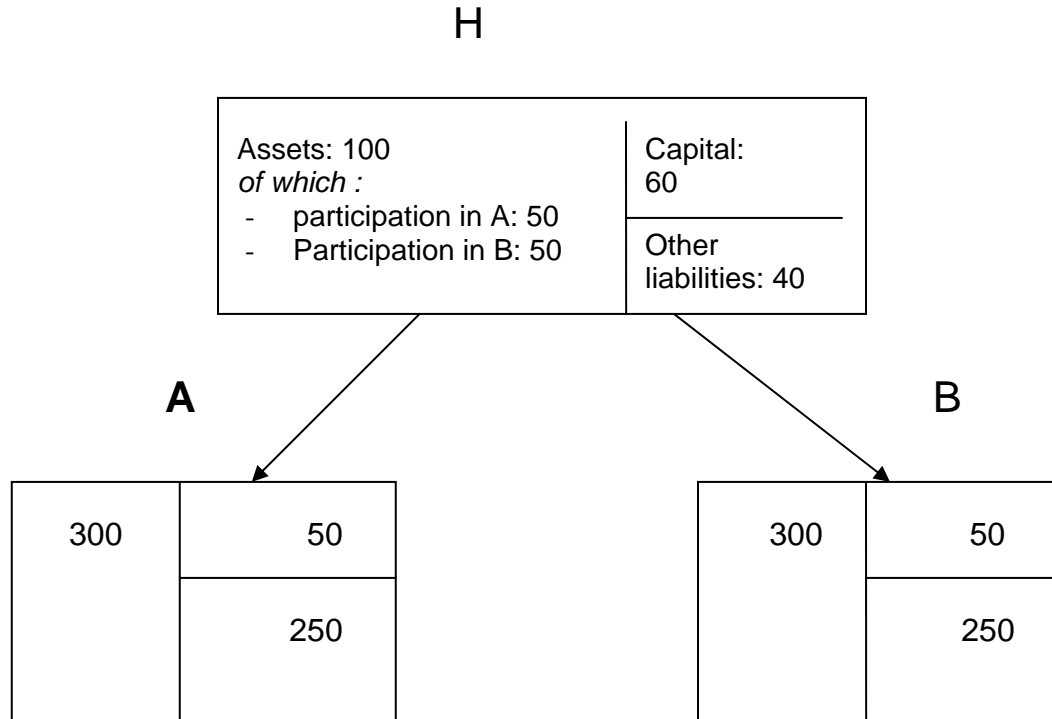 H
Assets: 100
of which :
- participation in A: 50
- Participation in B: 50
Capital:
60
Other
liabilities: 40
A
B
300
50
250
300
50
250